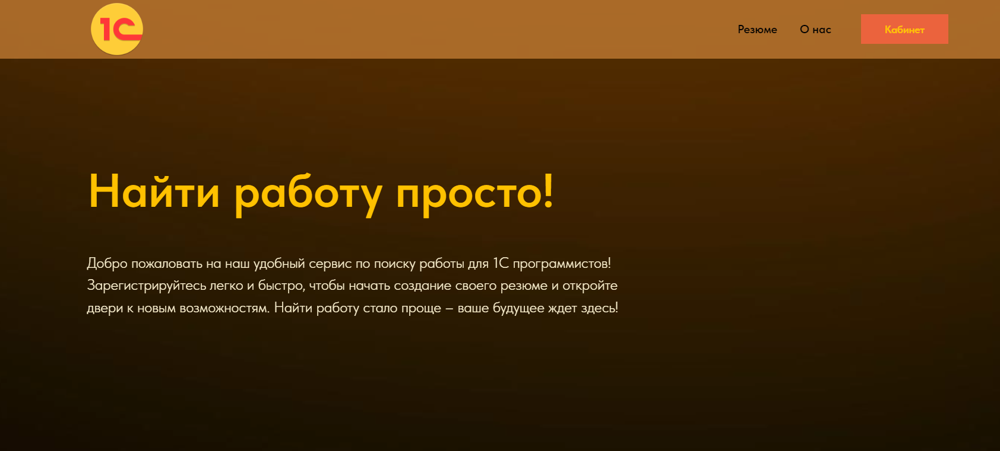 1С
Резюме
О нас
Кабинет
Найти работу просто!
Добро пожаловать на наш удобный сервис по поиску работы для 1С программистов!
Зарегистрируйтесь легко и быстро, чтобы начать создание своего резюме и откройте
двери к новым возможностям. Найти работу стало проще – ваше будущее ждет здесь!